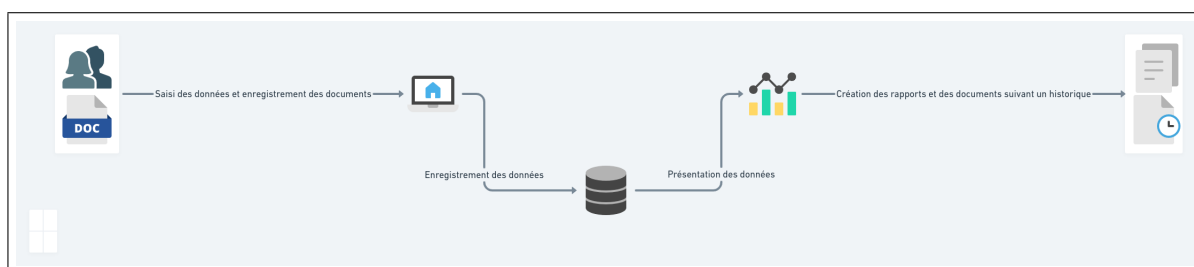 Saisi des données et enregistrement des documents
DOC
Création des rapports et des documents suivant un historique
Enregistrement des données
Présentation des données